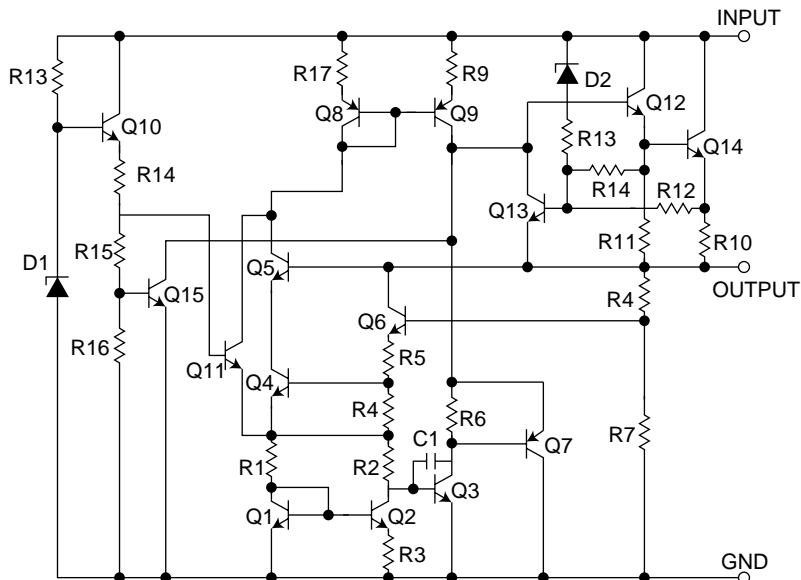 INPUT
R13
R17
R9
D2
Q10
Q8
Q9
Q12
R13
Q14
R14
R14
R12
Q13
R15
R11
R10
D1
Q5
OUTPUT
Q15
R4
Q6
R16
R5
Q11
Q4
R4
R6
R7
C1
Q7
R1
R2
Q3
Q1
Q2
R3
GND